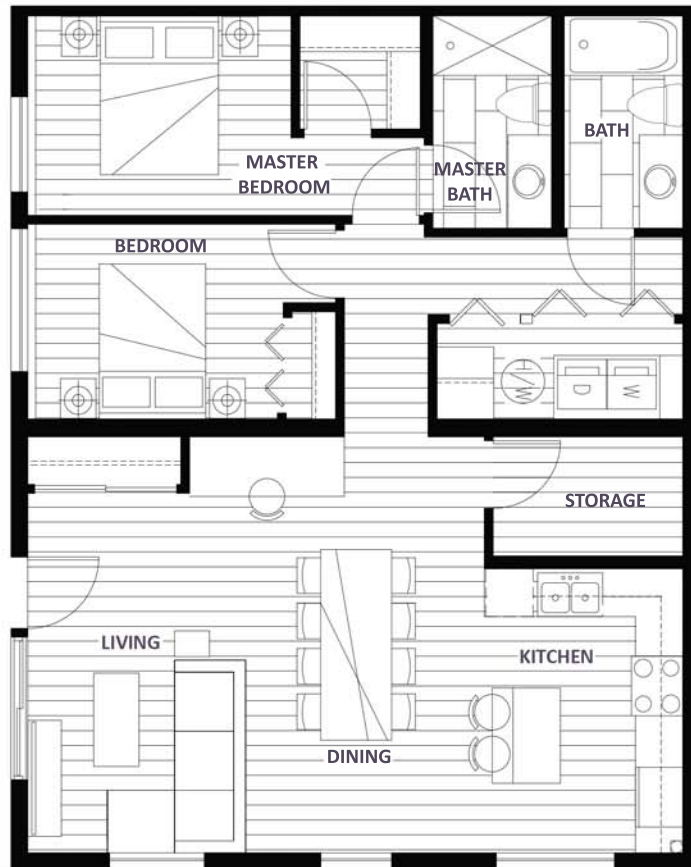 MASTER
BEDROOM
MASTER
BATH
BATH
BEDROOM
W/H
D
W
STORAGE
LIVING
KITCHEN
DINING